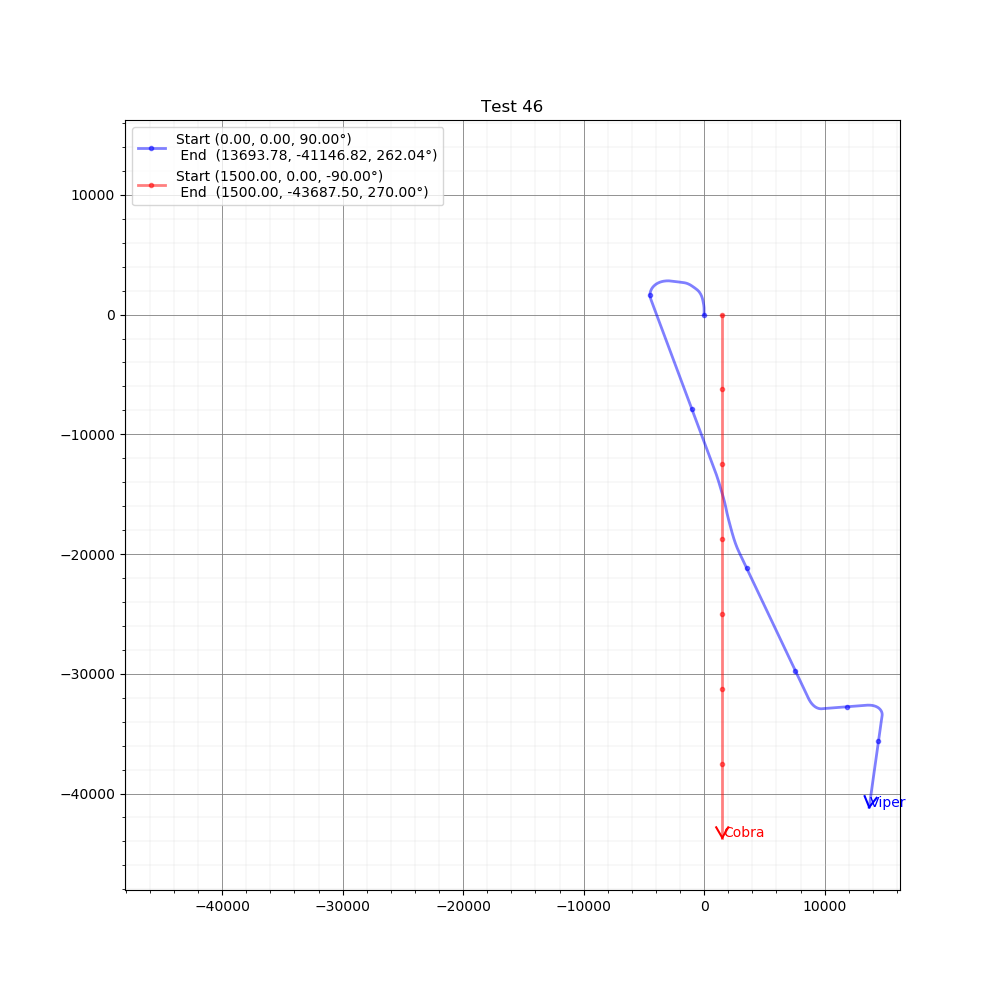 Test 46
Start (0.00, 0.00, 90.00°)
End  (13693.78, -41146.82, 262.04°)
Start (1500.00, 0.00, -90.00°)
End  (1500.00, -43687.50, 270.00°)
10000
0
−10000
−20000
−30000
−40000
Viper
Cobra
−40000
−30000
−20000
−10000
0
10000